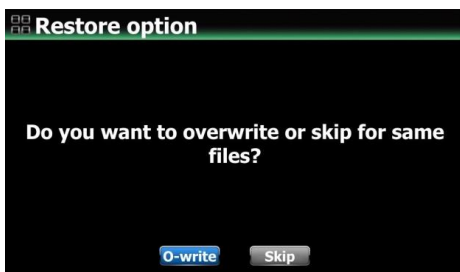 Restore option
Do you want to overwrite or skip for same
files?
O-write
Skip